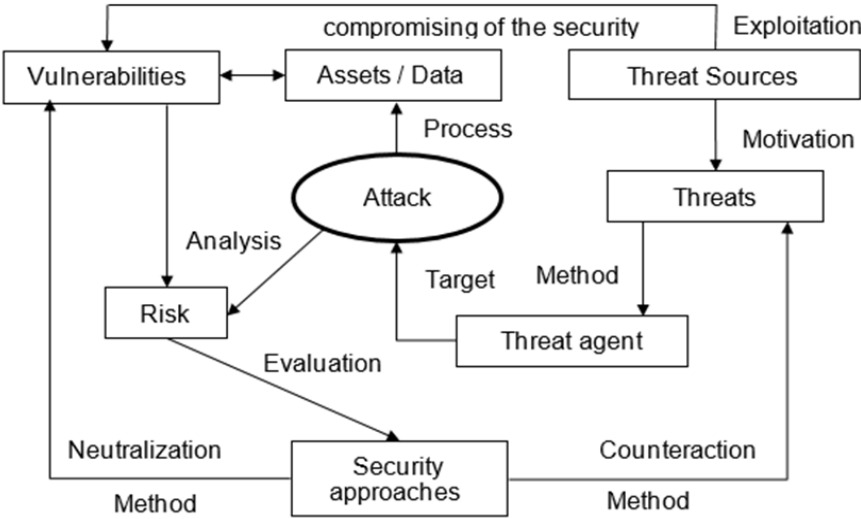 compromising of the security
Exploitation
Vulnerabilities
Assets / Data
Threat Sources
Process
Motivation
Attack
Threats
Analysis
Target
Method
Risk
Threat agent
Evaluation
Neutralization
Counteraction
Security
approaches
Method
Method